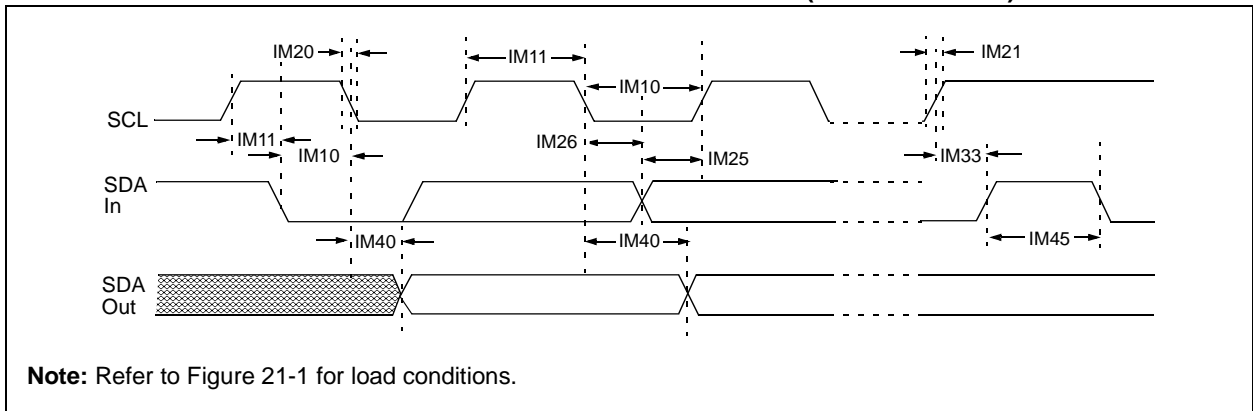 IM20
IM11
IM21
IM10
SCL
IM11
IM26
IM10
IM25
IM33
SDA
In
IM40
IM40
IM45
SDA
Out
Note: Refer to Figure 21-1 for load conditions.